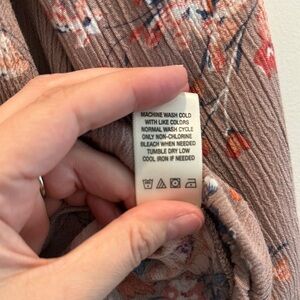 MACHINE WASH COLD
WITH LIKE COLORS
NORMAL WASH CYCLE
ONLY NON-CHLORINE
BLEACH WHEN NEEDED
TUMBLE DRY LOW
COOL IRON IF NEEDED